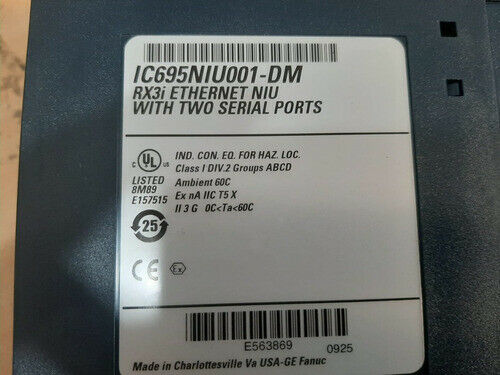 IC695NIU001-DM
RX3i ETHERNET NIU
WITH TWO SERIAL PORTS
C UL US
LISTED
8M89
E157515
IND. CON. EQ. FOR HAZ. LOC.
Class I DIV.2 Groups ABCD
Ambient 60C
Ex nA IIC T5 X
II 3 G 0C<Ta<60C
25
CE Ex
E563869 0925
Made in Charlottesville Va USA-GE Fanuc